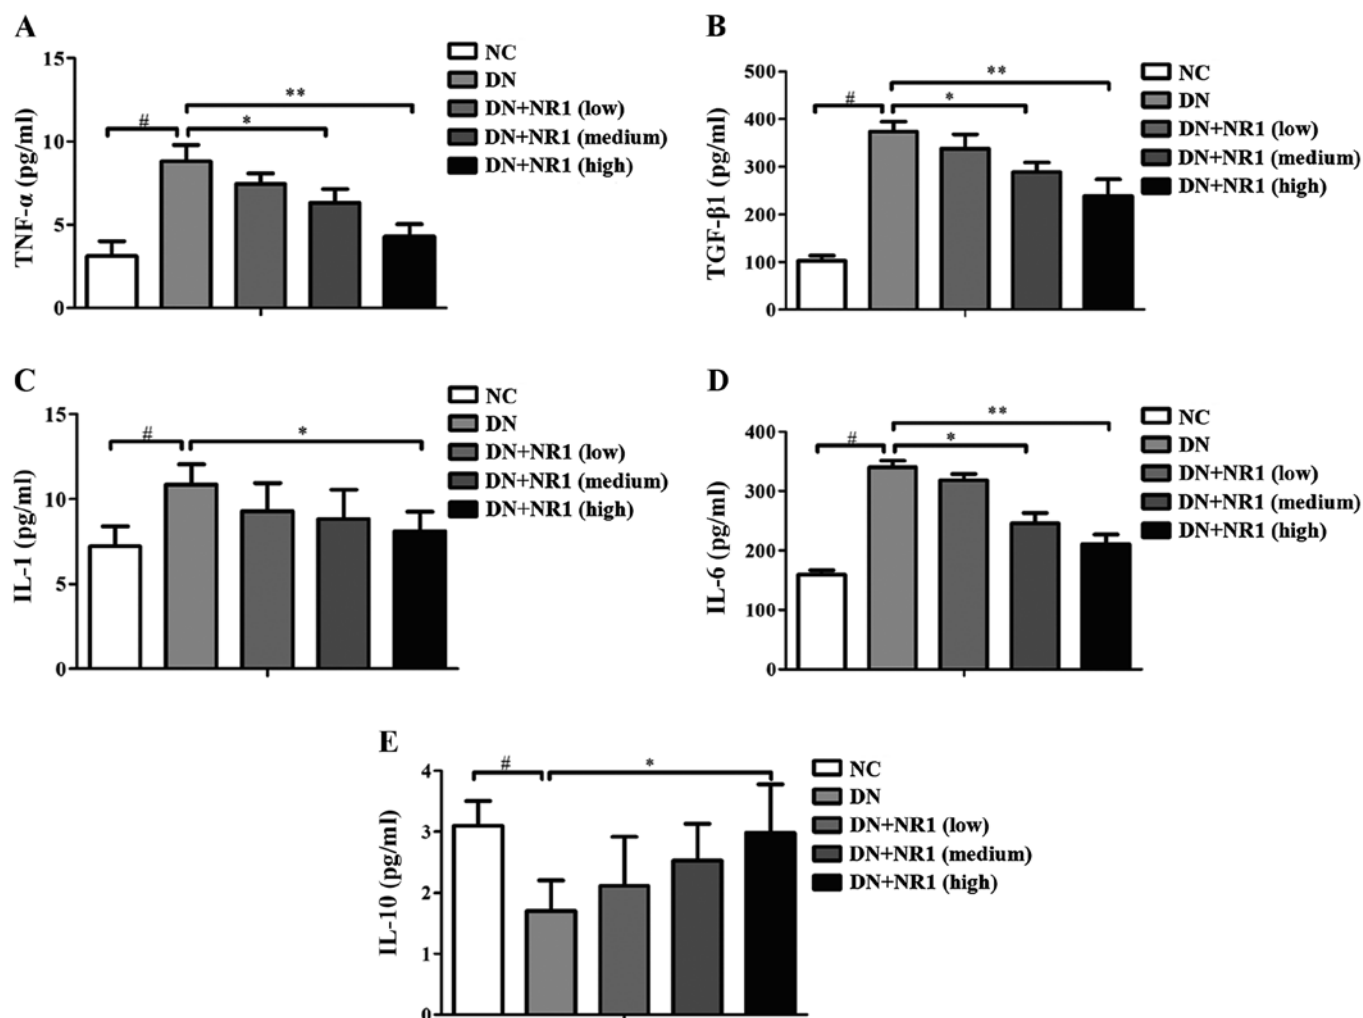 A
TNF-α (pg/ml)
15
10
5
0
#
*
**
NC
DN
DN+NR1 (low)
DN+NR1 (medium)
DN+NR1 (high)
B
TGF-β1 (pg/ml)
500
400
300
200
100
0
#
*
**
NC
DN
DN+NR1 (low)
DN+NR1 (medium)
DN+NR1 (high)
C
IL-1 (pg/ml)
15
10
5
0
#
*
NC
DN
DN+NR1 (low)
DN+NR1 (medium)
DN+NR1 (high)
D
IL-6 (pg/ml)
400
300
200
100
0
#
*
**
NC
DN
DN+NR1 (low)
DN+NR1 (medium)
DN+NR1 (high)
E
IL-10 (pg/ml)
4
3
2
1
0
#
*
NC
DN
DN+NR1 (low)
DN+NR1 (medium)
DN+NR1 (high)